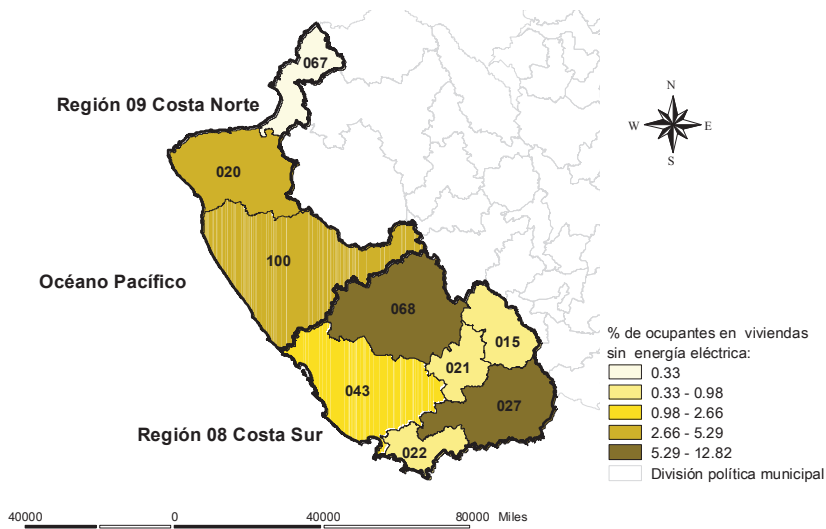 067
Región 09 Costa Norte
N
W E
S
020
100
Océano Pacífico
068
015
021
043
027
Región 08 Costa Sur
022
% de ocupantes en viviendas
sin energía eléctrica:
0.33
0.33 - 0.98
0.98 - 2.66
2.66 - 5.29
5.29 - 12.82
División política municipal
40000 0 40000 80000 Miles